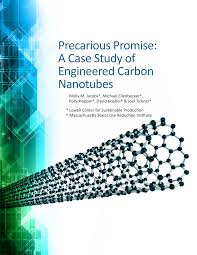 Precarious Promise:
A Case Study of
Engineered Carbon
Nanotubes
Molly M. Jacobs*, Michael Ellenbecker*,
Polly Hoppin*, David Kriebel* & Joel Tickner*
* Lowell Center for Sustainable Production
* Massachusetts Toxics Use Reduction Institute